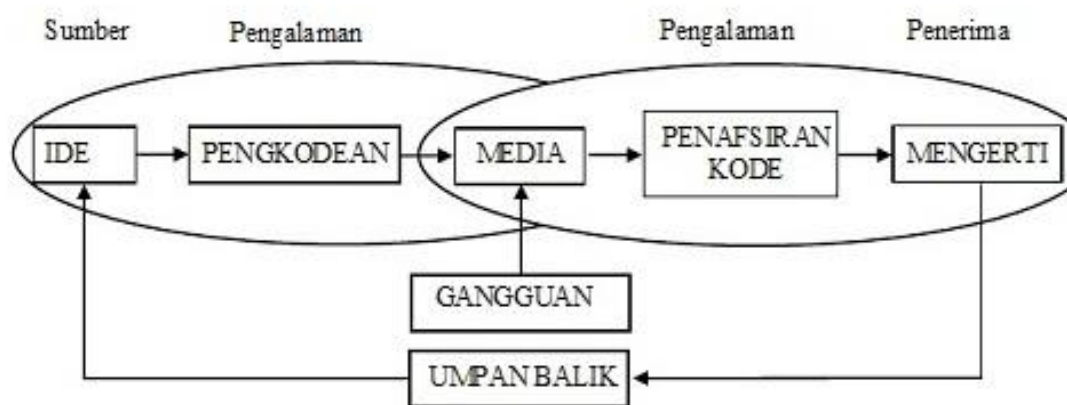 Sumber Pengalaman Pengalaman Penerima
IDE PENGKODEAN MEDIA PENAFSIRAN
KODE MENGERTI
GANGGUAN
UMPAN BALIK